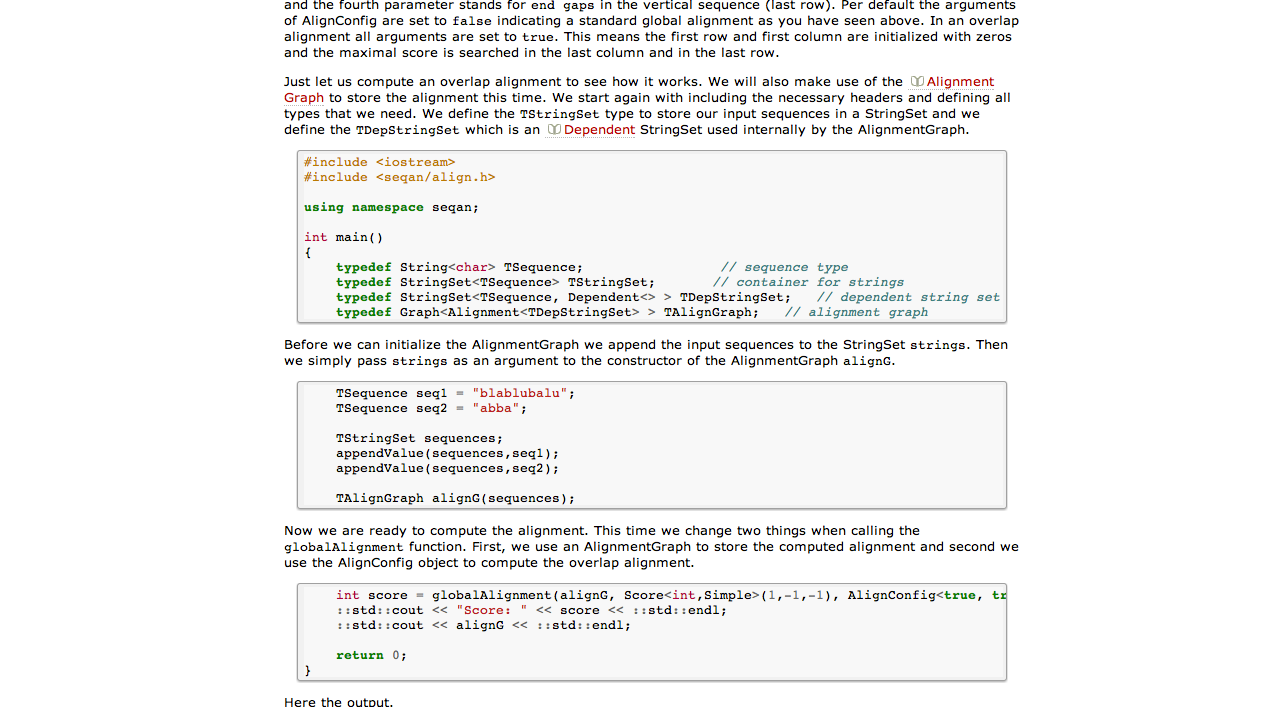 and the fourth parameter stands for end gaps in the vertical sequence (last row). Per default the arguments
of AlignConfig are set to false indicating a standard global alignment as you have seen above. In an overlap
alignment all arguments are set to true. This means the first row and first column are initialized with zeros
and the maximal score is searched in the last column and in the last row.
Just let us compute an overlap alignment to see how it works. We will also make use of the Alignment
Graph to store the alignment this time. We start again with including the necessary headers and defining all
types that we need. We define the TStringSet type to store our input sequences in a StringSet and we
define the TDepStringSet which is an Dependent StringSet used internally by the AlignmentGraph.
#include <iostream>
#include <seqan/align.h>
using namespace seqan;
int main()
{
typedef String<char> TSequence; // sequence type
typedef StringSet<TSequence> TStringSet; // container for strings
typedef StringSet<TSequence, Dependent<> > TDepStringSet; // dependent string set
typedef Graph<Alignment<TDepStringSet> > TAlignGraph; // alignment graph
Before we can initialize the AlignmentGraph we append the input sequences to the StringSet strings. Then
we simply pass strings as an argument to the constructor of the AlignmentGraph alignG.
TSequence seq1 = "blablubalu";
TSequence seq2 = "abba";
TStringSet sequences;
appendValue(sequences,seq1);
appendValue(sequences,seq2);
TAlignGraph alignG(sequences);
Now we are ready to compute the alignment. This time we change two things when calling the
globalAlignment function. First, we use an AlignmentGraph to store the computed alignment and second we
use the AlignConfig object to compute the overlap alignment.
int score = globalAlignment(alignG, Score<int,Simple>(1,-1,-1), AlignConfig<true, tr
::std::cout << "Score: " << score << ::std::endl;
::std::cout << alignG << ::std::endl;
return 0;
}
Here the output.